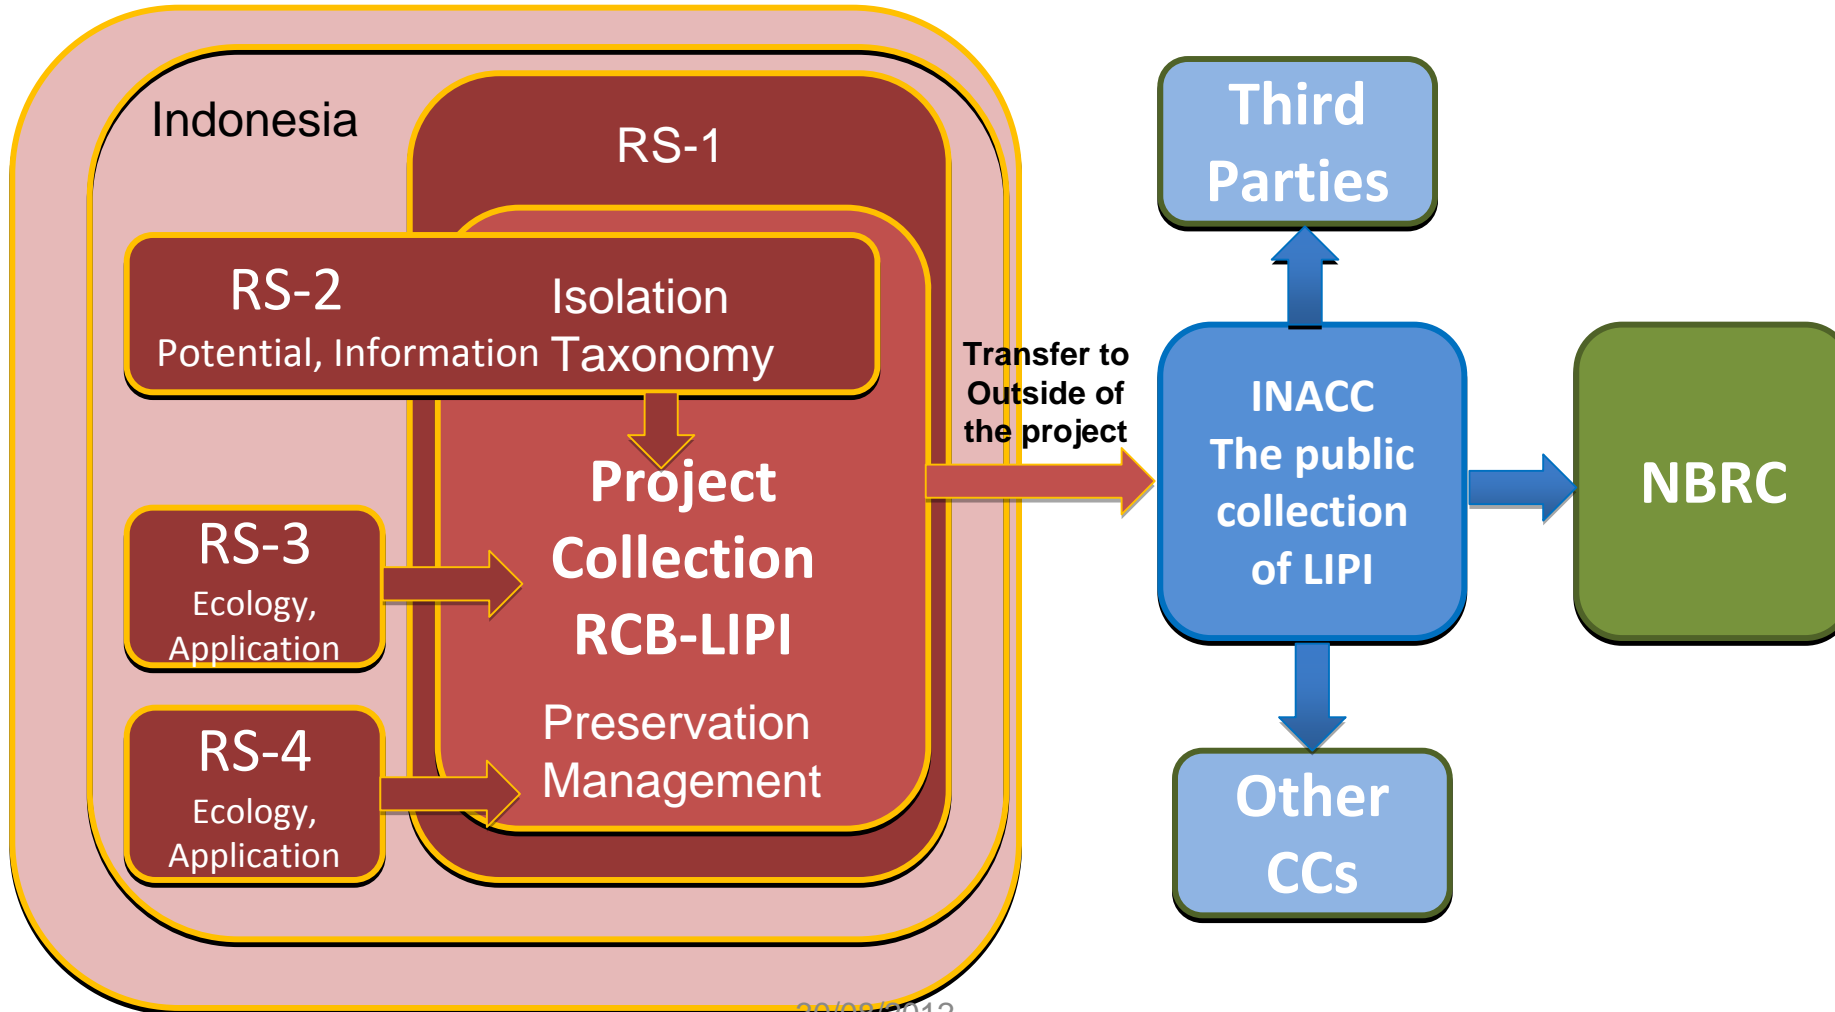 Indonesia
RS-1
RS-2
Potential, Information
Isolation
Taxonomy
RS-3
Ecology,
Application
RS-4
Ecology,
Application
Project
Collection
RCB-LIPI
Preservation
Management
Transfer to
Outside of
the project
Third
Parties
INACC
The public
collection
of LIPI
NBRC
Other
CCs